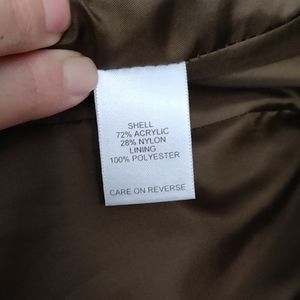 SHELL
72% ACRYLIC
28% NYLON
LINING
100% POLYESTER
CARE ON REVERSE